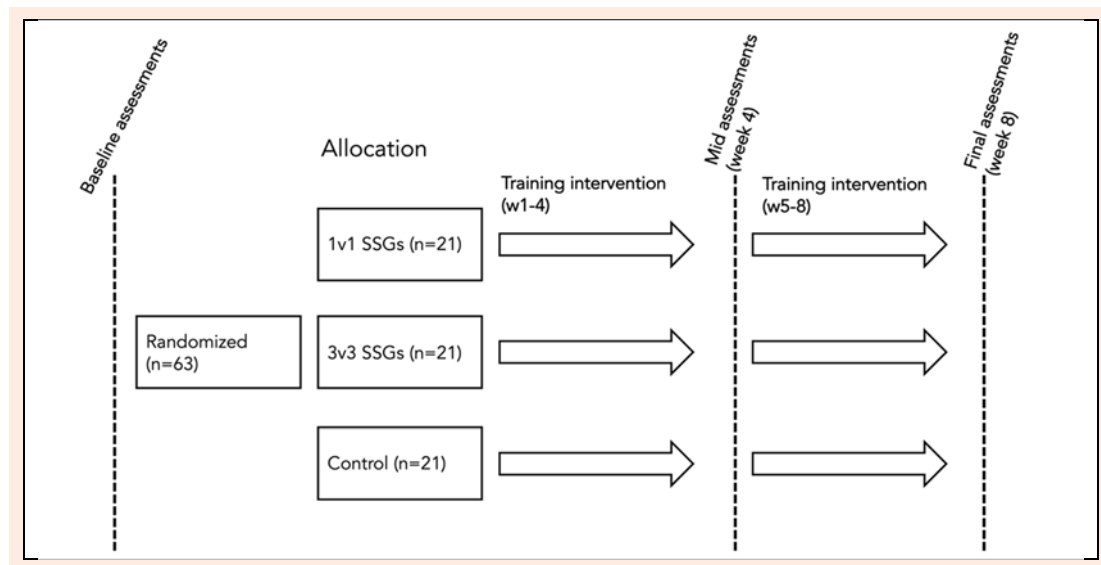 Baseline assessments
Allocation
Mid assessments
(week 4)
Final assessments
(week 8)
Training intervention
(w1-4)
Training intervention
(w5-8)
1v1 SSGs (n=21)
Randomized
(n=63)
3v3 SSGs (n=21)
Control (n=21)